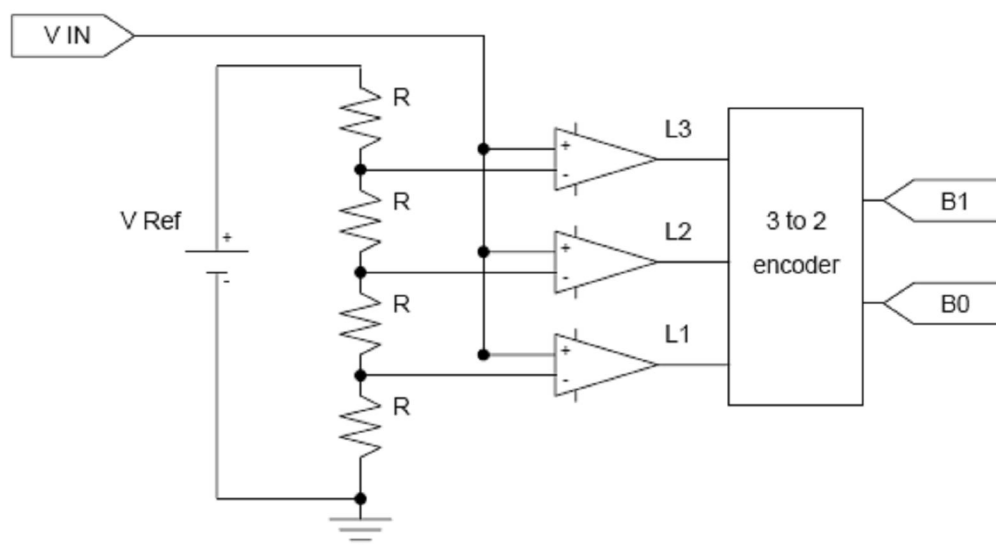 V IN
R
L3
+
-
R
V Ref
+
-
L2
+
-
3 to 2
encoder
B1
R
L1
+
-
B0
R